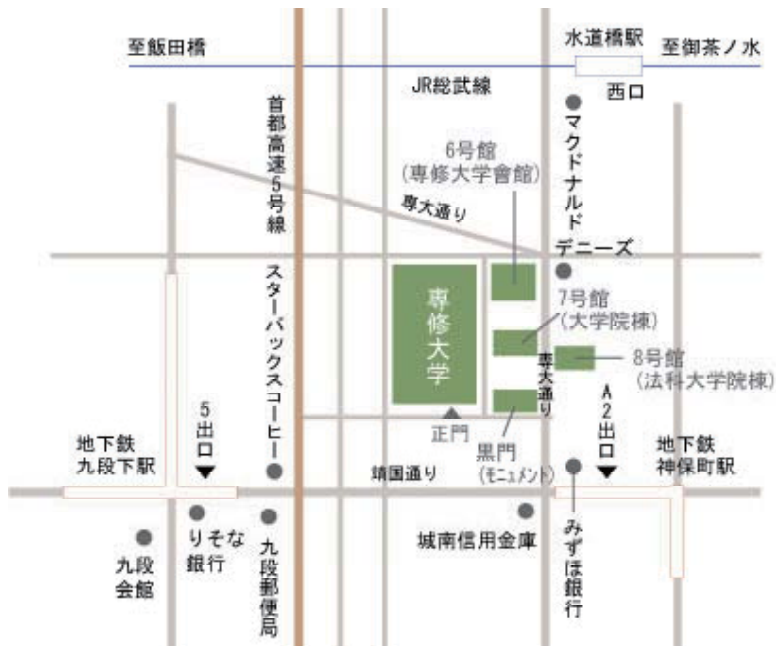 至飯田橋
水道橋駅
至御茶ノ水
JR総武線
西口
首都高速5号線
マクドナルド
6号館
(専修大学會館)
専大通り
デニーズ
スターバックスコーヒー
専修大学
7号館
(大学院棟)
8号館
(法科大学院棟)
専大通り
5出口
A2出口
正門
黒門
(モニュメント)
地下鉄
九段下駅
地下鉄
神保町駅
靖国通り
りそな
銀行
九段
会館
九段郵便局
城南信用金庫
みずほ銀行